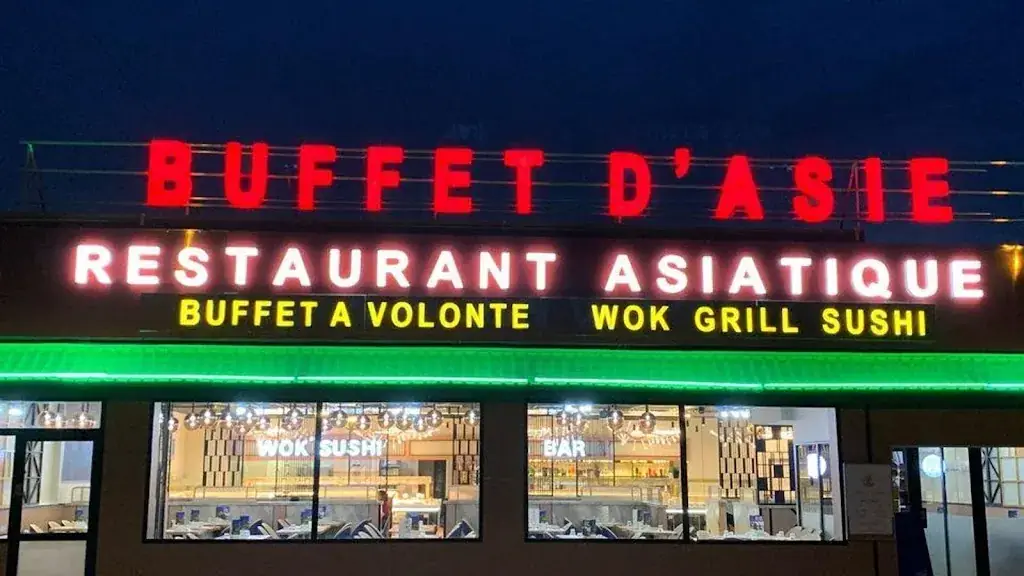 BUFFET D'ASIE
RESTAURANT ASIATIQUE
BUFFET A VOLONTE WOK GRILL SUSHI
WOK SUSHI BAR